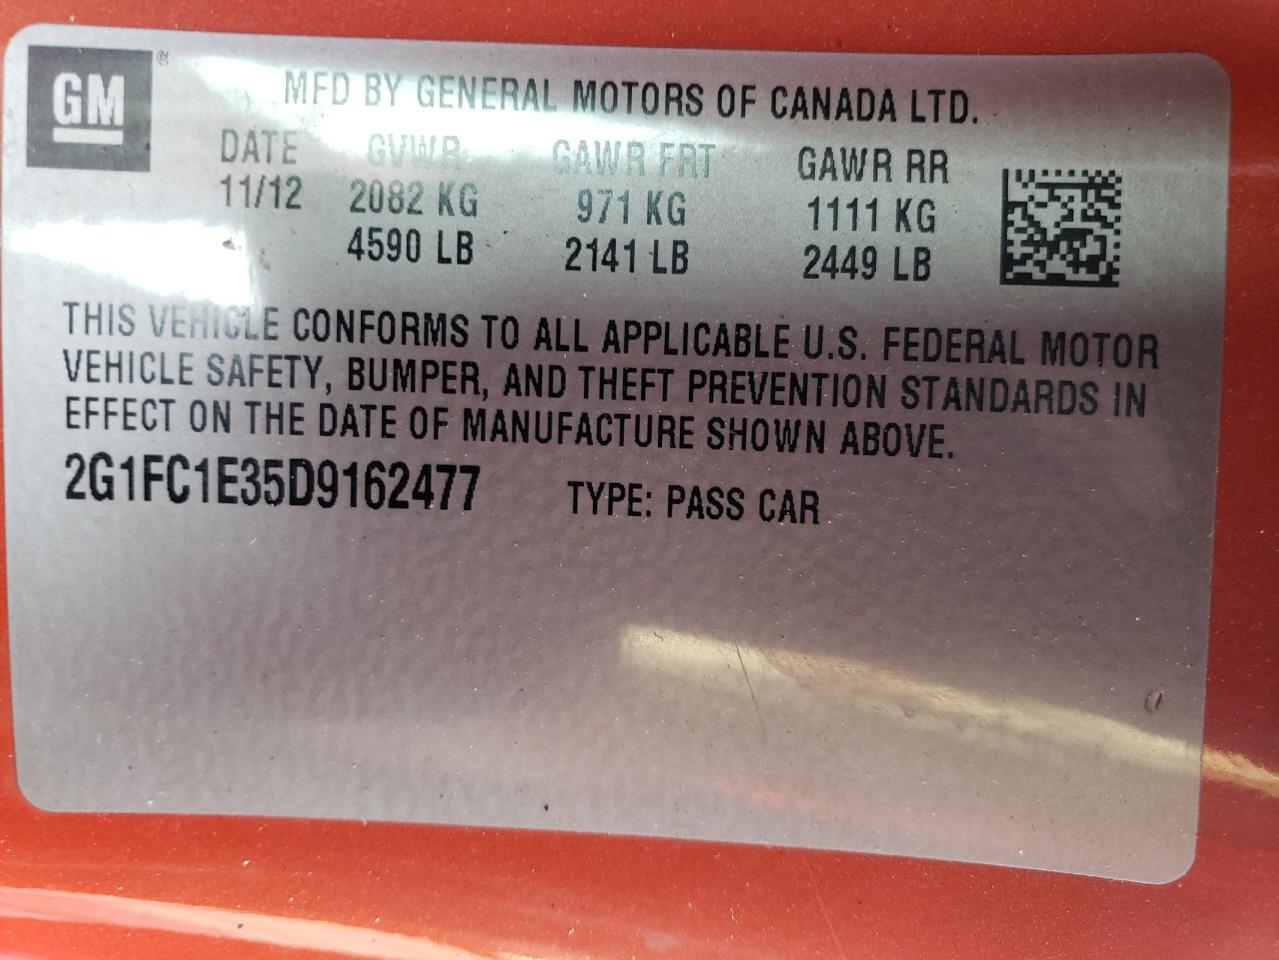 GM®
MFD BY GENERAL MOTORS OF CANADA LTD.
DATE GVWR GAWR FRT GAWR RR
11/12 2082 KG 971 KG 1111 KG
4590 LB 2141 LB 2449 LB
THIS VEHICLE CONFORMS TO ALL APPLICABLE U.S. FEDERAL MOTOR
VEHICLE SAFETY, BUMPER, AND THEFT PREVENTION STANDARDS IN
EFFECT ON THE DATE OF MANUFACTURE SHOWN ABOVE.
2G1FC1E35D9162477 TYPE: PASS CAR